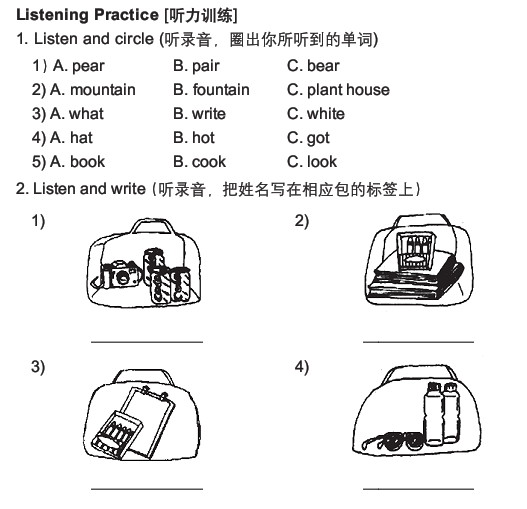 Listening Practice [听力训练]
1. Listen and circle (听录音，圈出你所听到的单词)
1) A. pear B. pair C. bear
2) A. mountain B. fountain C. plant house
3) A. what B. write C. white
4) A. hat B. hot C. got
5) A. book B. cook C. look
2. Listen and write (听录音，把姓名写在相应包的标签上)
1) 2)
3) 4)